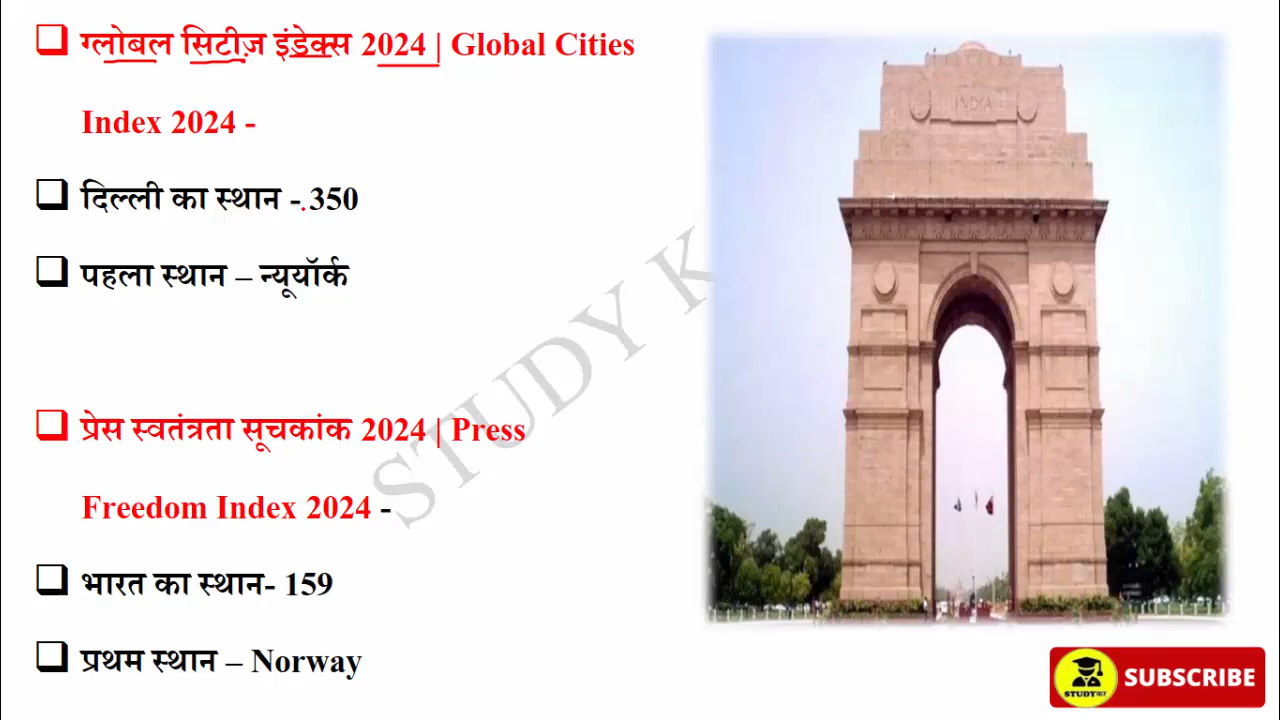 ग्लोबल सिटीज़ इंडेक्स 2024 | Global Cities
Index 2024 -
दिल्ली का स्थान - 350
पहला स्थान – न्यूयॉर्क
प्रेस स्वतंत्रता सूचकांक 2024 | Press
Freedom Index 2024 -
भारत का स्थान- 159
प्रथम स्थान – Norway
STUDY K
INDIA
STUDYकर
SUBSCRIBE